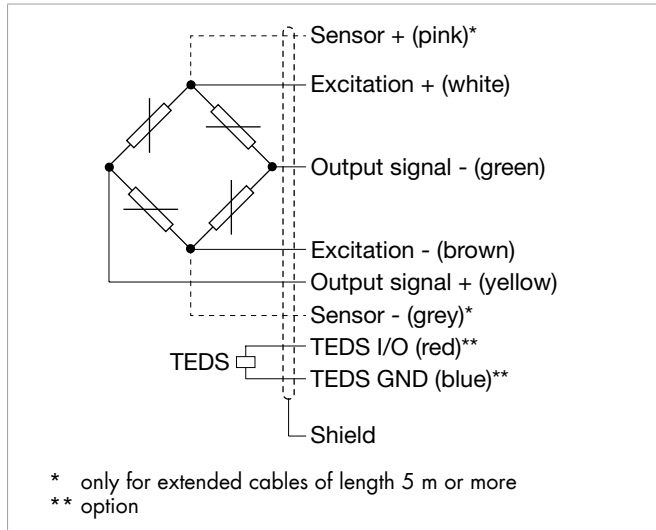 Sensor + (pink)*
Excitation + (white)
Output signal - (green)
Excitation - (brown)
Output signal + (yellow)
Sensor - (grey)*
TEDS I/O (red)**
TEDS
TEDS GND (blue)**
Shield
* only for extended cables of length 5 m or more
** option